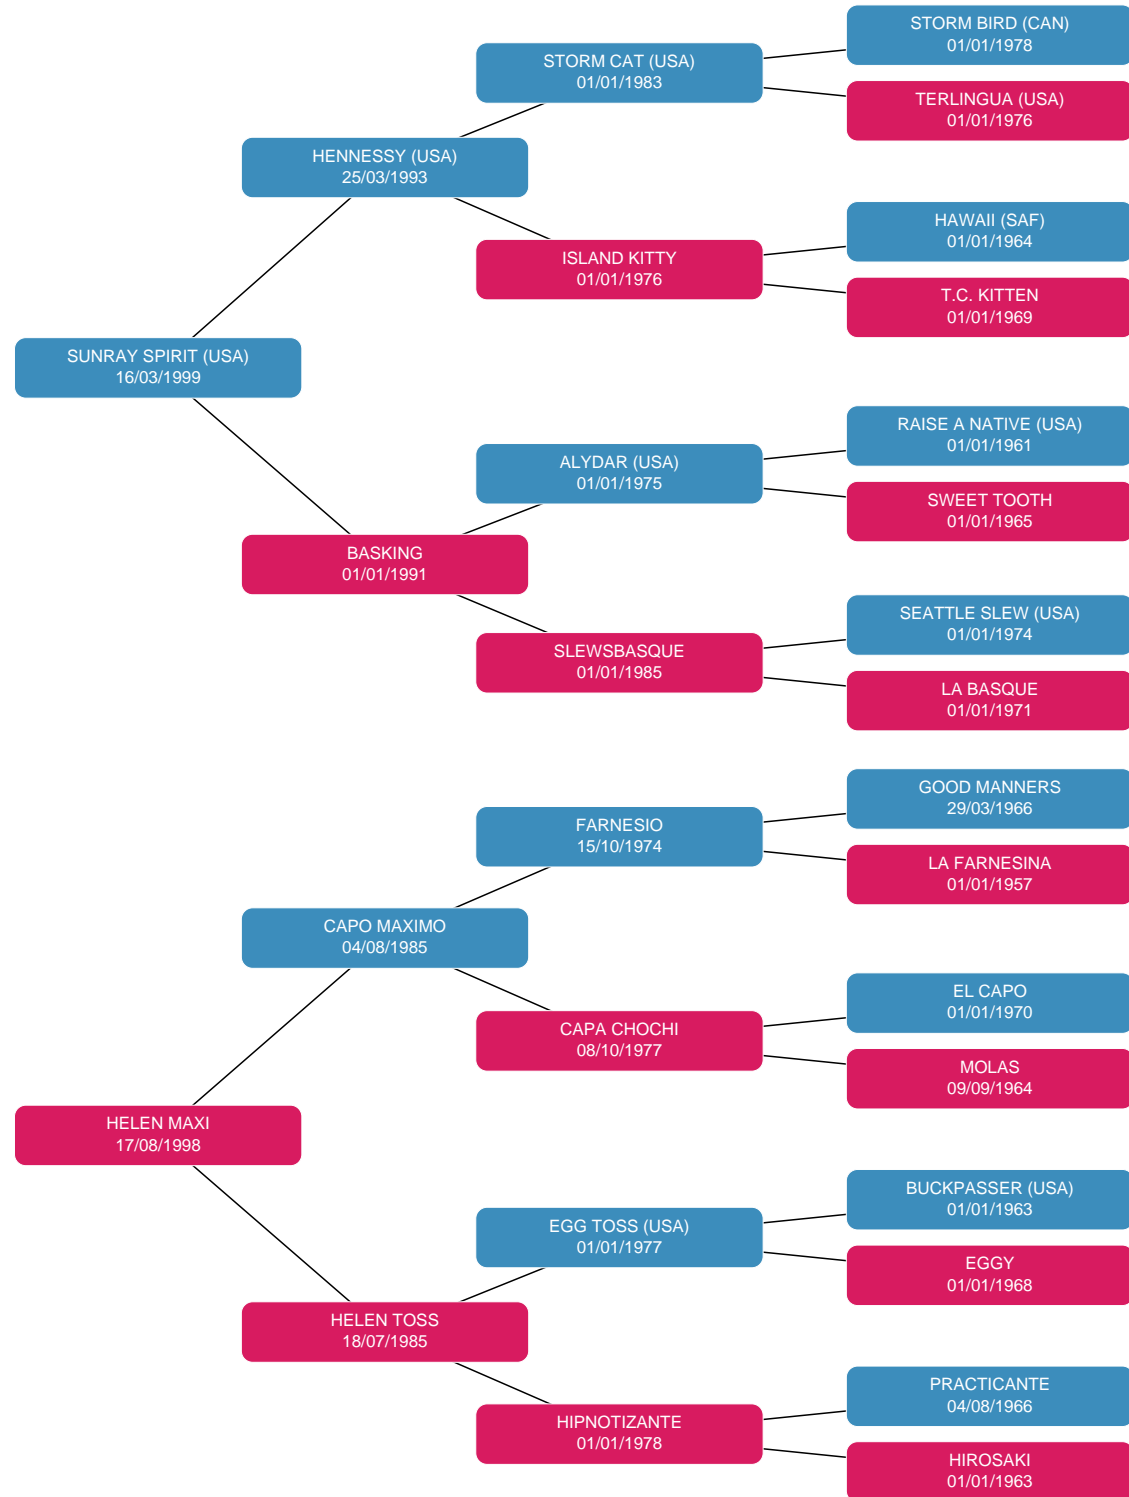 STORM BIRD (CAN)
01/01/1978
STORM CAT (USA)
01/01/1983
TERLINGUA (USA)
01/01/1976
HENNESSY (USA)
25/03/1993
HAWAII (SAF)
01/01/1964
ISLAND KITTY
01/01/1976
T.C. KITTEN
01/01/1969
SUNRAY SPIRIT (USA)
16/03/1999
RAISE A NATIVE (USA)
01/01/1961
ALYDAR (USA)
01/01/1975
SWEET TOOTH
01/01/1965
BASKING
01/01/1991
SEATTLE SLEW (USA)
01/01/1974
SLEWSBASQUE
01/01/1985
LA BASQUE
01/01/1971
GOOD MANNERS
29/03/1966
FARNESIO
15/10/1974
LA FARNESINA
01/01/1957
CAPO MAXIMO
04/08/1985
EL CAPO
01/01/1970
CAPA CHOCHI
08/10/1977
MOLAS
09/09/1964
HELEN MAXI
17/08/1998
BUCKPASSER (USA)
01/01/1963
EGG TOSS (USA)
01/01/1977
EGGY
01/01/1968
HELEN TOSS
18/07/1985
PRACTICANTE
04/08/1966
HIPNOTIZANTE
01/01/1978
HIROSAKI
01/01/1963